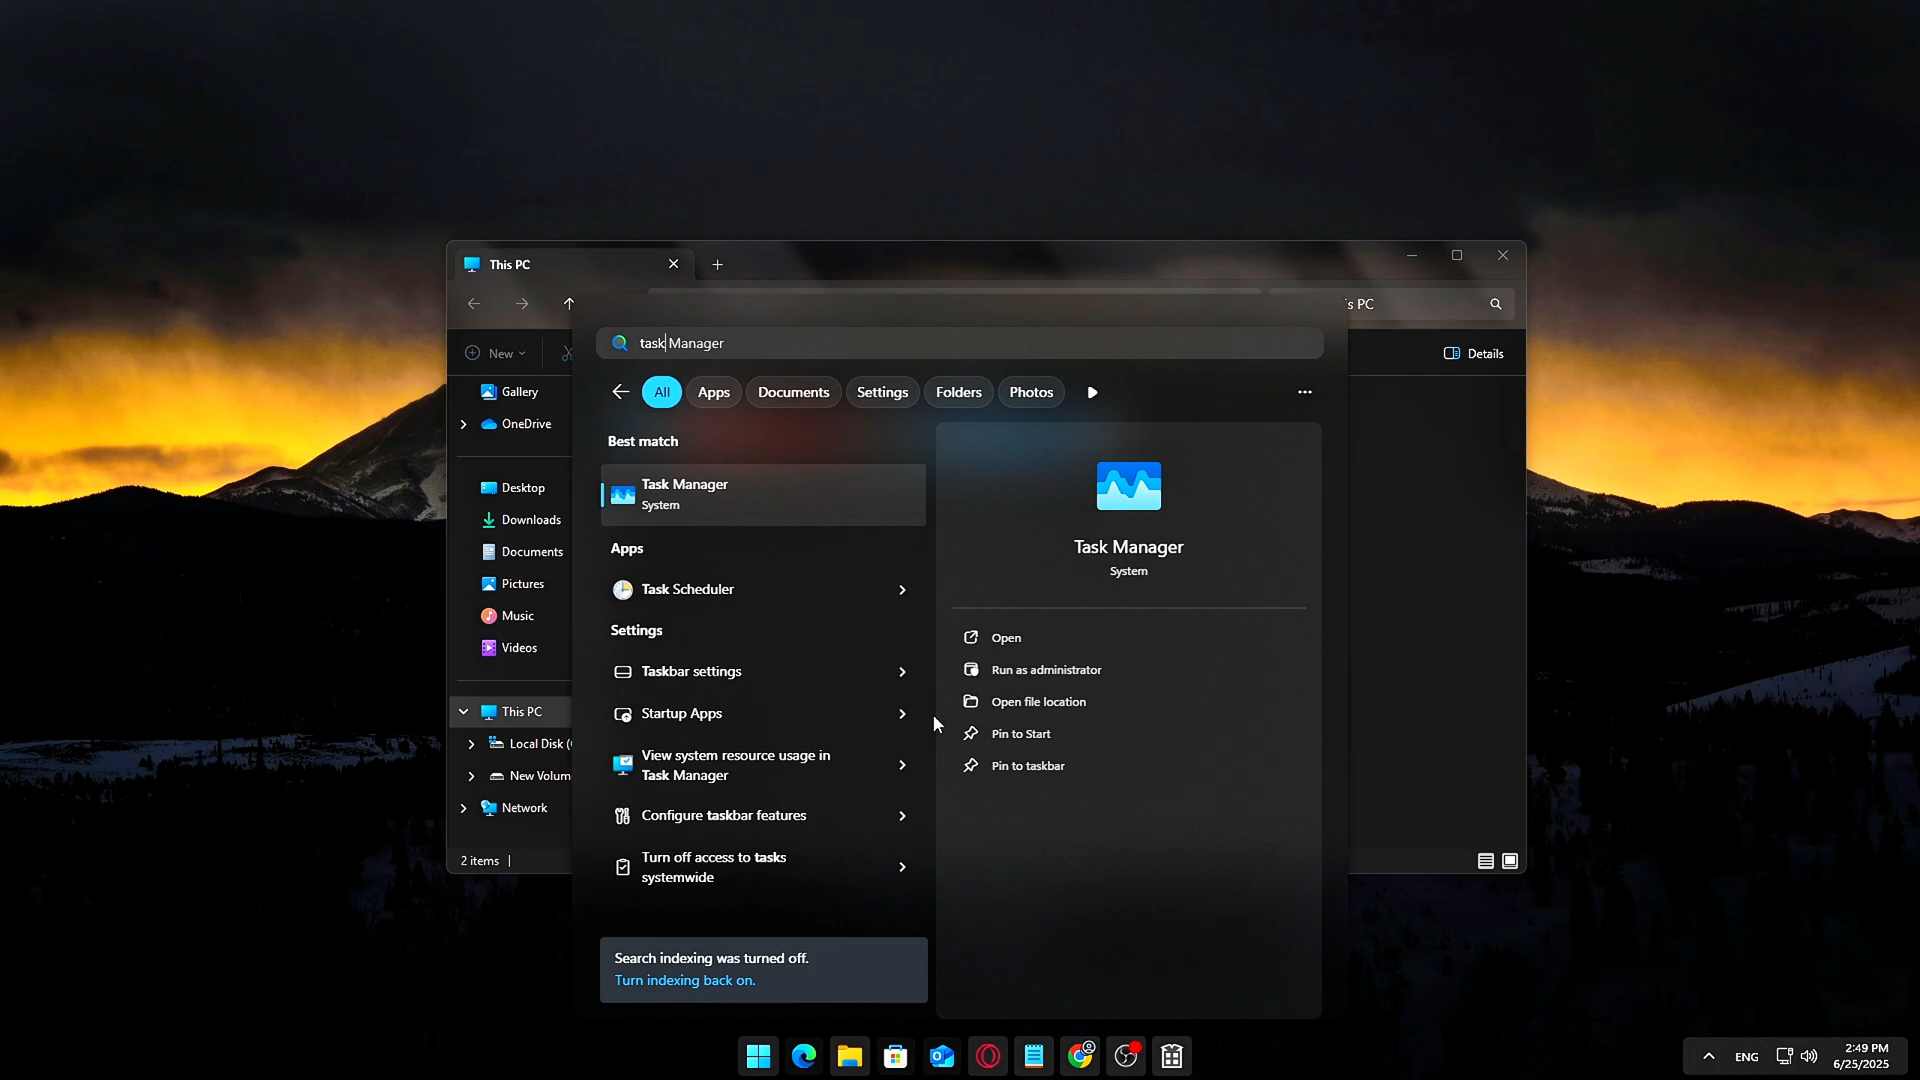 This PC
s PC
New
Details
task Manager
All
Apps
Documents
Settings
Folders
Photos
Gallery
OneDrive
Desktop
Downloads
Documents
Pictures
Music
Videos
This PC
Local Disk (
New Volum
Network
2 items
Best match
Task Manager
System
Apps
Task Scheduler
Settings
Taskbar settings
Startup Apps
View system resource usage in
Task Manager
Configure taskbar features
Turn off access to tasks
systemwide
Search indexing was turned off.
Turn indexing back on.
Task Manager
System
Open
Run as administrator
Open file location
Pin to Start
Pin to taskbar
ENG
2:49 PM
6/25/2025